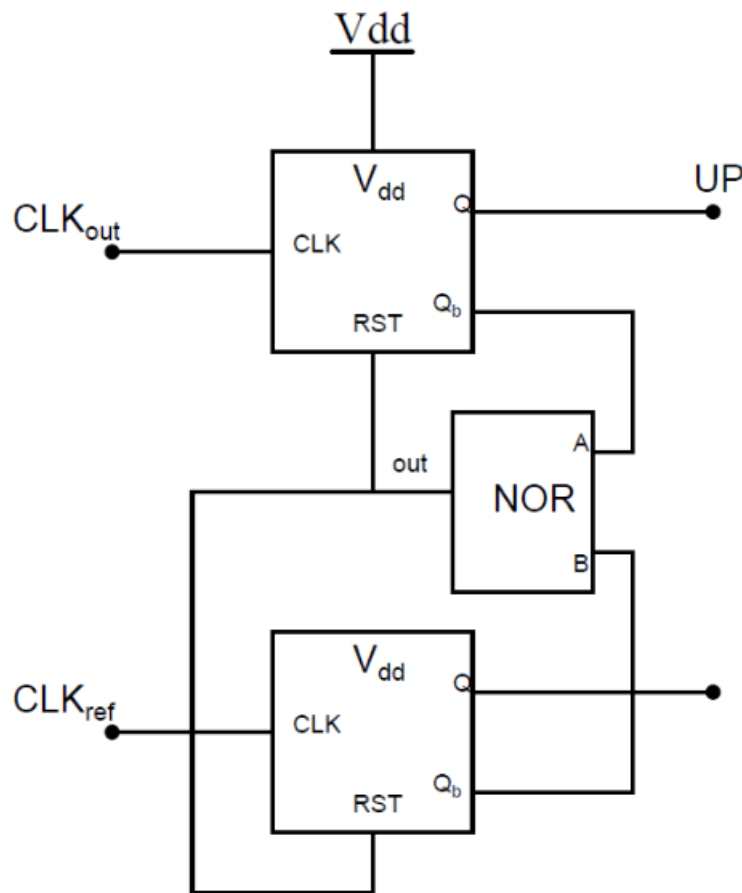 Vdd
Vdd
Q
UP
CLKout
CLK
Qb
RST
A
out
NOR
B
Vdd
Q
CLKref
CLK
Qb
RST